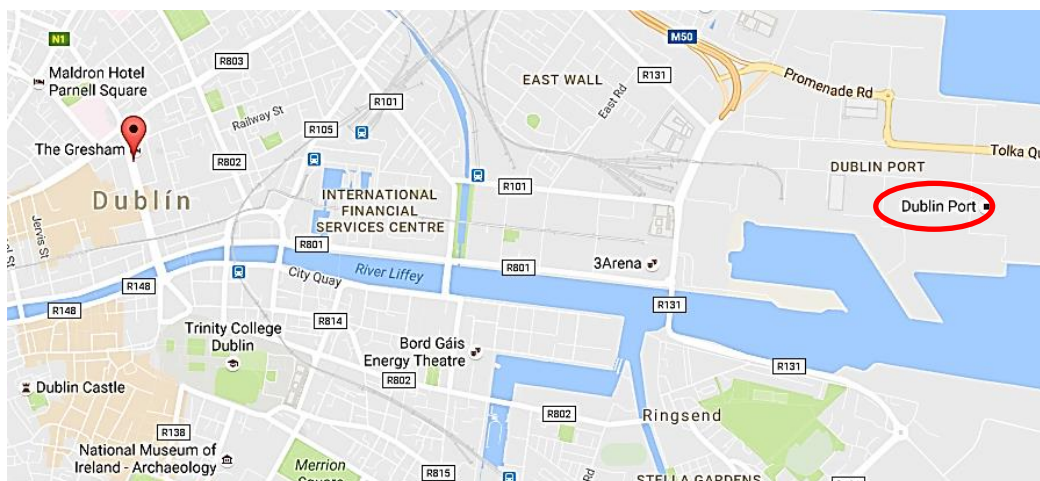 N1
M50
R803
Maldron Hotel
Parnell Square
EAST WALL
R131
Promenade Rd
R101
East Rd
Railway St
R105
The Gresham
R802
Tolka Qu
DUBLIN PORT
R101
Dublín
INTERNATIONAL
FINANCIAL
SERVICES CENTRE
Dublin Port
Jervis St
R801
3Arena
R801
River Liffey
City Quay
R148
R148
R131
R814
Trinity College
Dublin
Bord Gáis
Energy Theatre
R131
R802
Dublin Castle
R802
Ringsend
R138
National Museum of
Ireland - Archaeology
Merrion
R815
STELLA GARDENS
R131